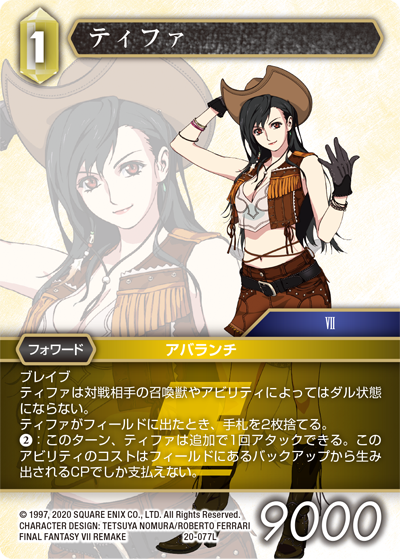 1
ティファ
VII
フォワード
アバランチ
ブレイブ
ティファは対戦相手の召喚獣やアビリティによってはダル状態
にならない。
ティファがフィールドに出たとき、手札を2枚捨てる。
❷：このターン、ティファは追加で1回アタックできる。この
アビリティのコストはフィールドにあるバックアップから生み
出されるCPでしか支払えない。
© 1997, 2020 SQUARE ENIX CO., LTD. All Rights Reserved.
CHARACTER DESIGN: TETSUYA NOMURA/ROBERTO FERRARI
FINAL FANTASY VII REMAKE
20-077L
9000